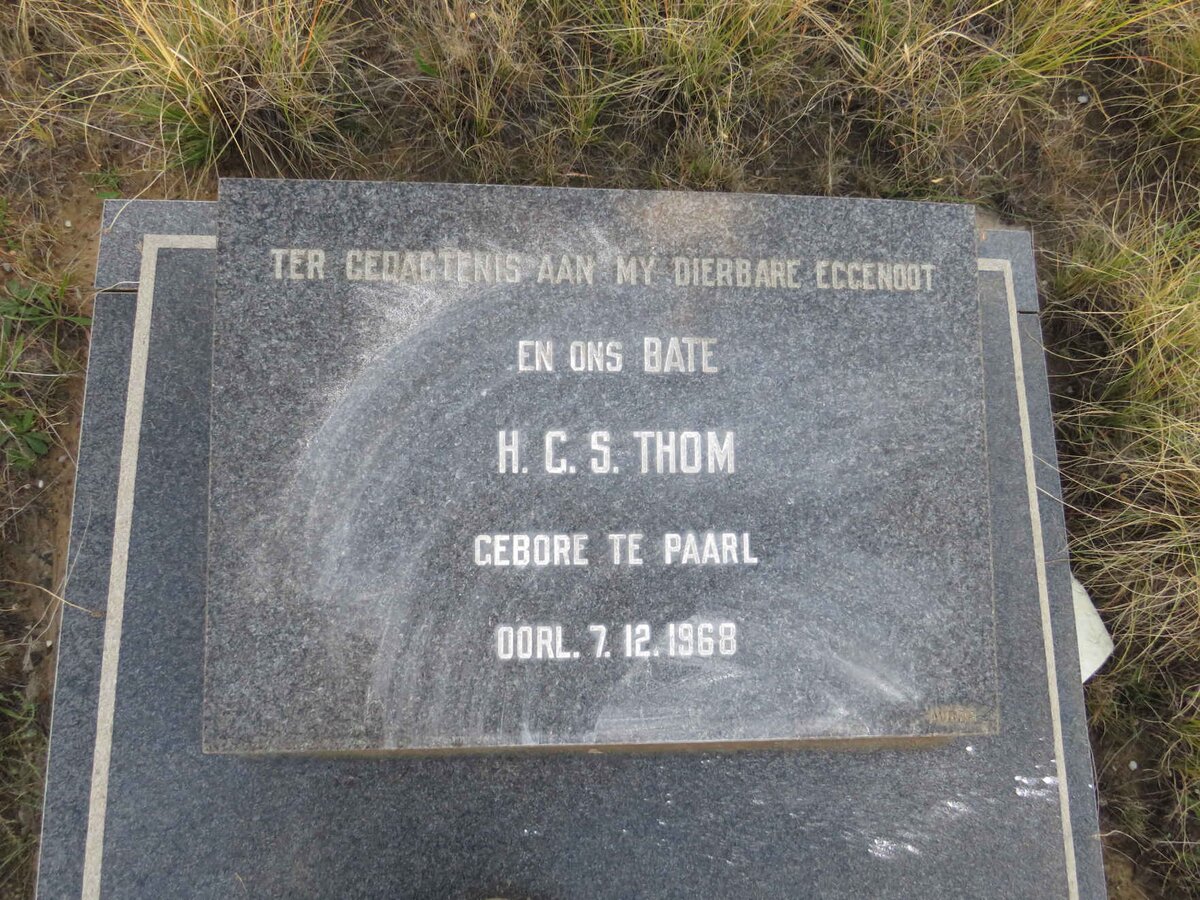 TER GEDAGTENIS AAN MY DIERBARE EGGENOOT
EN ONS BATE
H. G. S. THOM
GEBORE TE PAARL
OORL. 7. 12. 1968